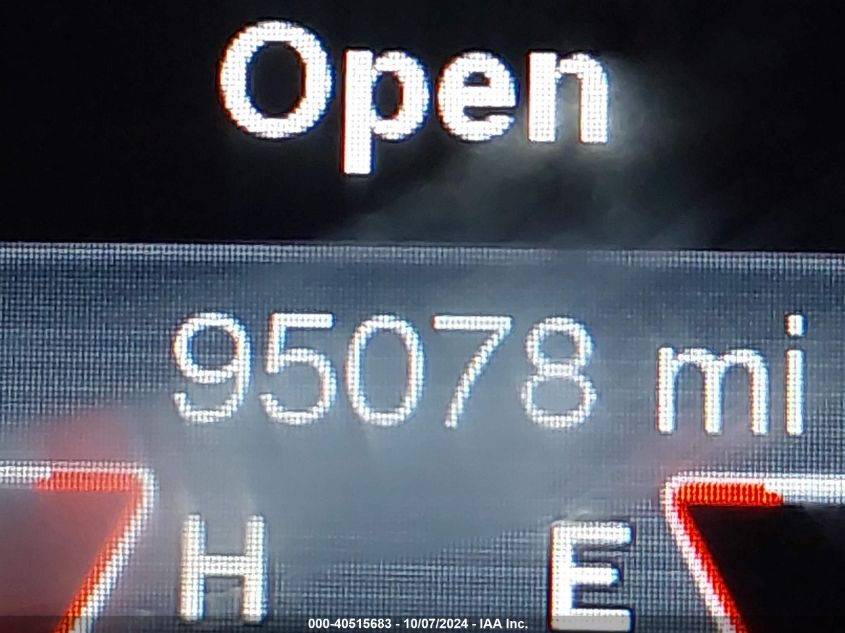 Open
95078 mi
H E
000-40515683 - 10/07/2024 - IAA Inc.